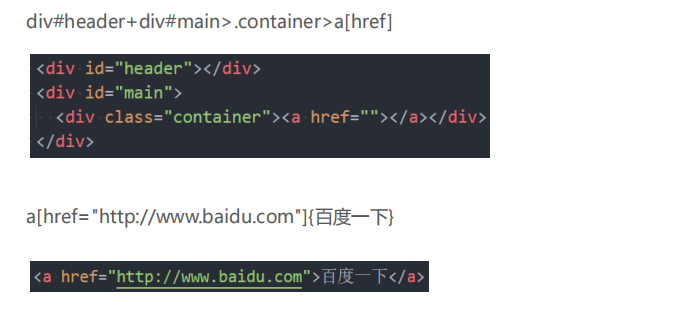 div#header+div#main>.container>a[href]
<div id="header"></div>
<div id="main">
<div class="container"><a href=""></a></div>
</div>
a[href="http://www.baidu.com"]{百度一下}
<a href="http://www.baidu.com">百度一下</a>